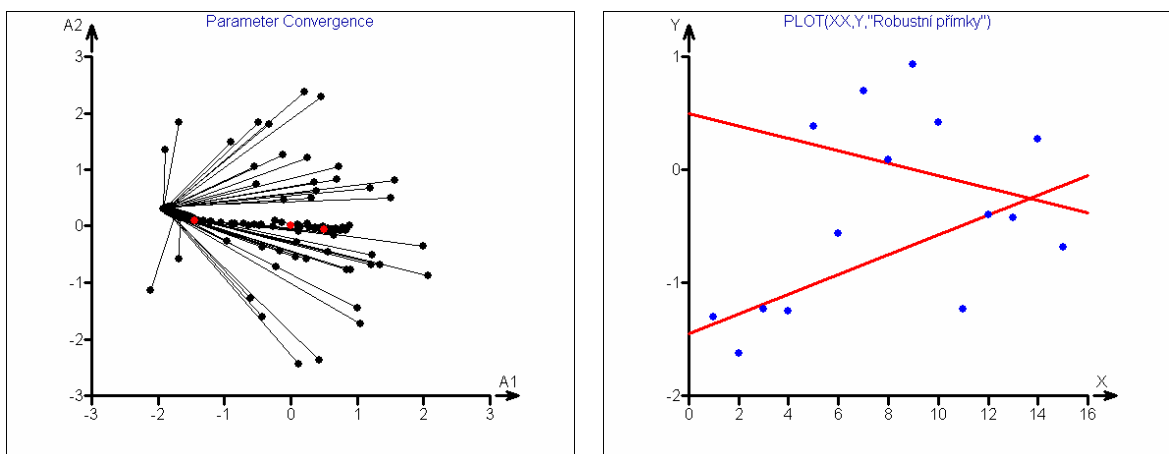 Parameter Convergence
A2
3
2
1
0
-1
-2
-3
-3 -2 -1 0 1 2 3
A1
PLOT(XX,Y,"Robustní přímky")
Y
1
0
-1
-2
0 2 4 6 8 10 12 14 16
X